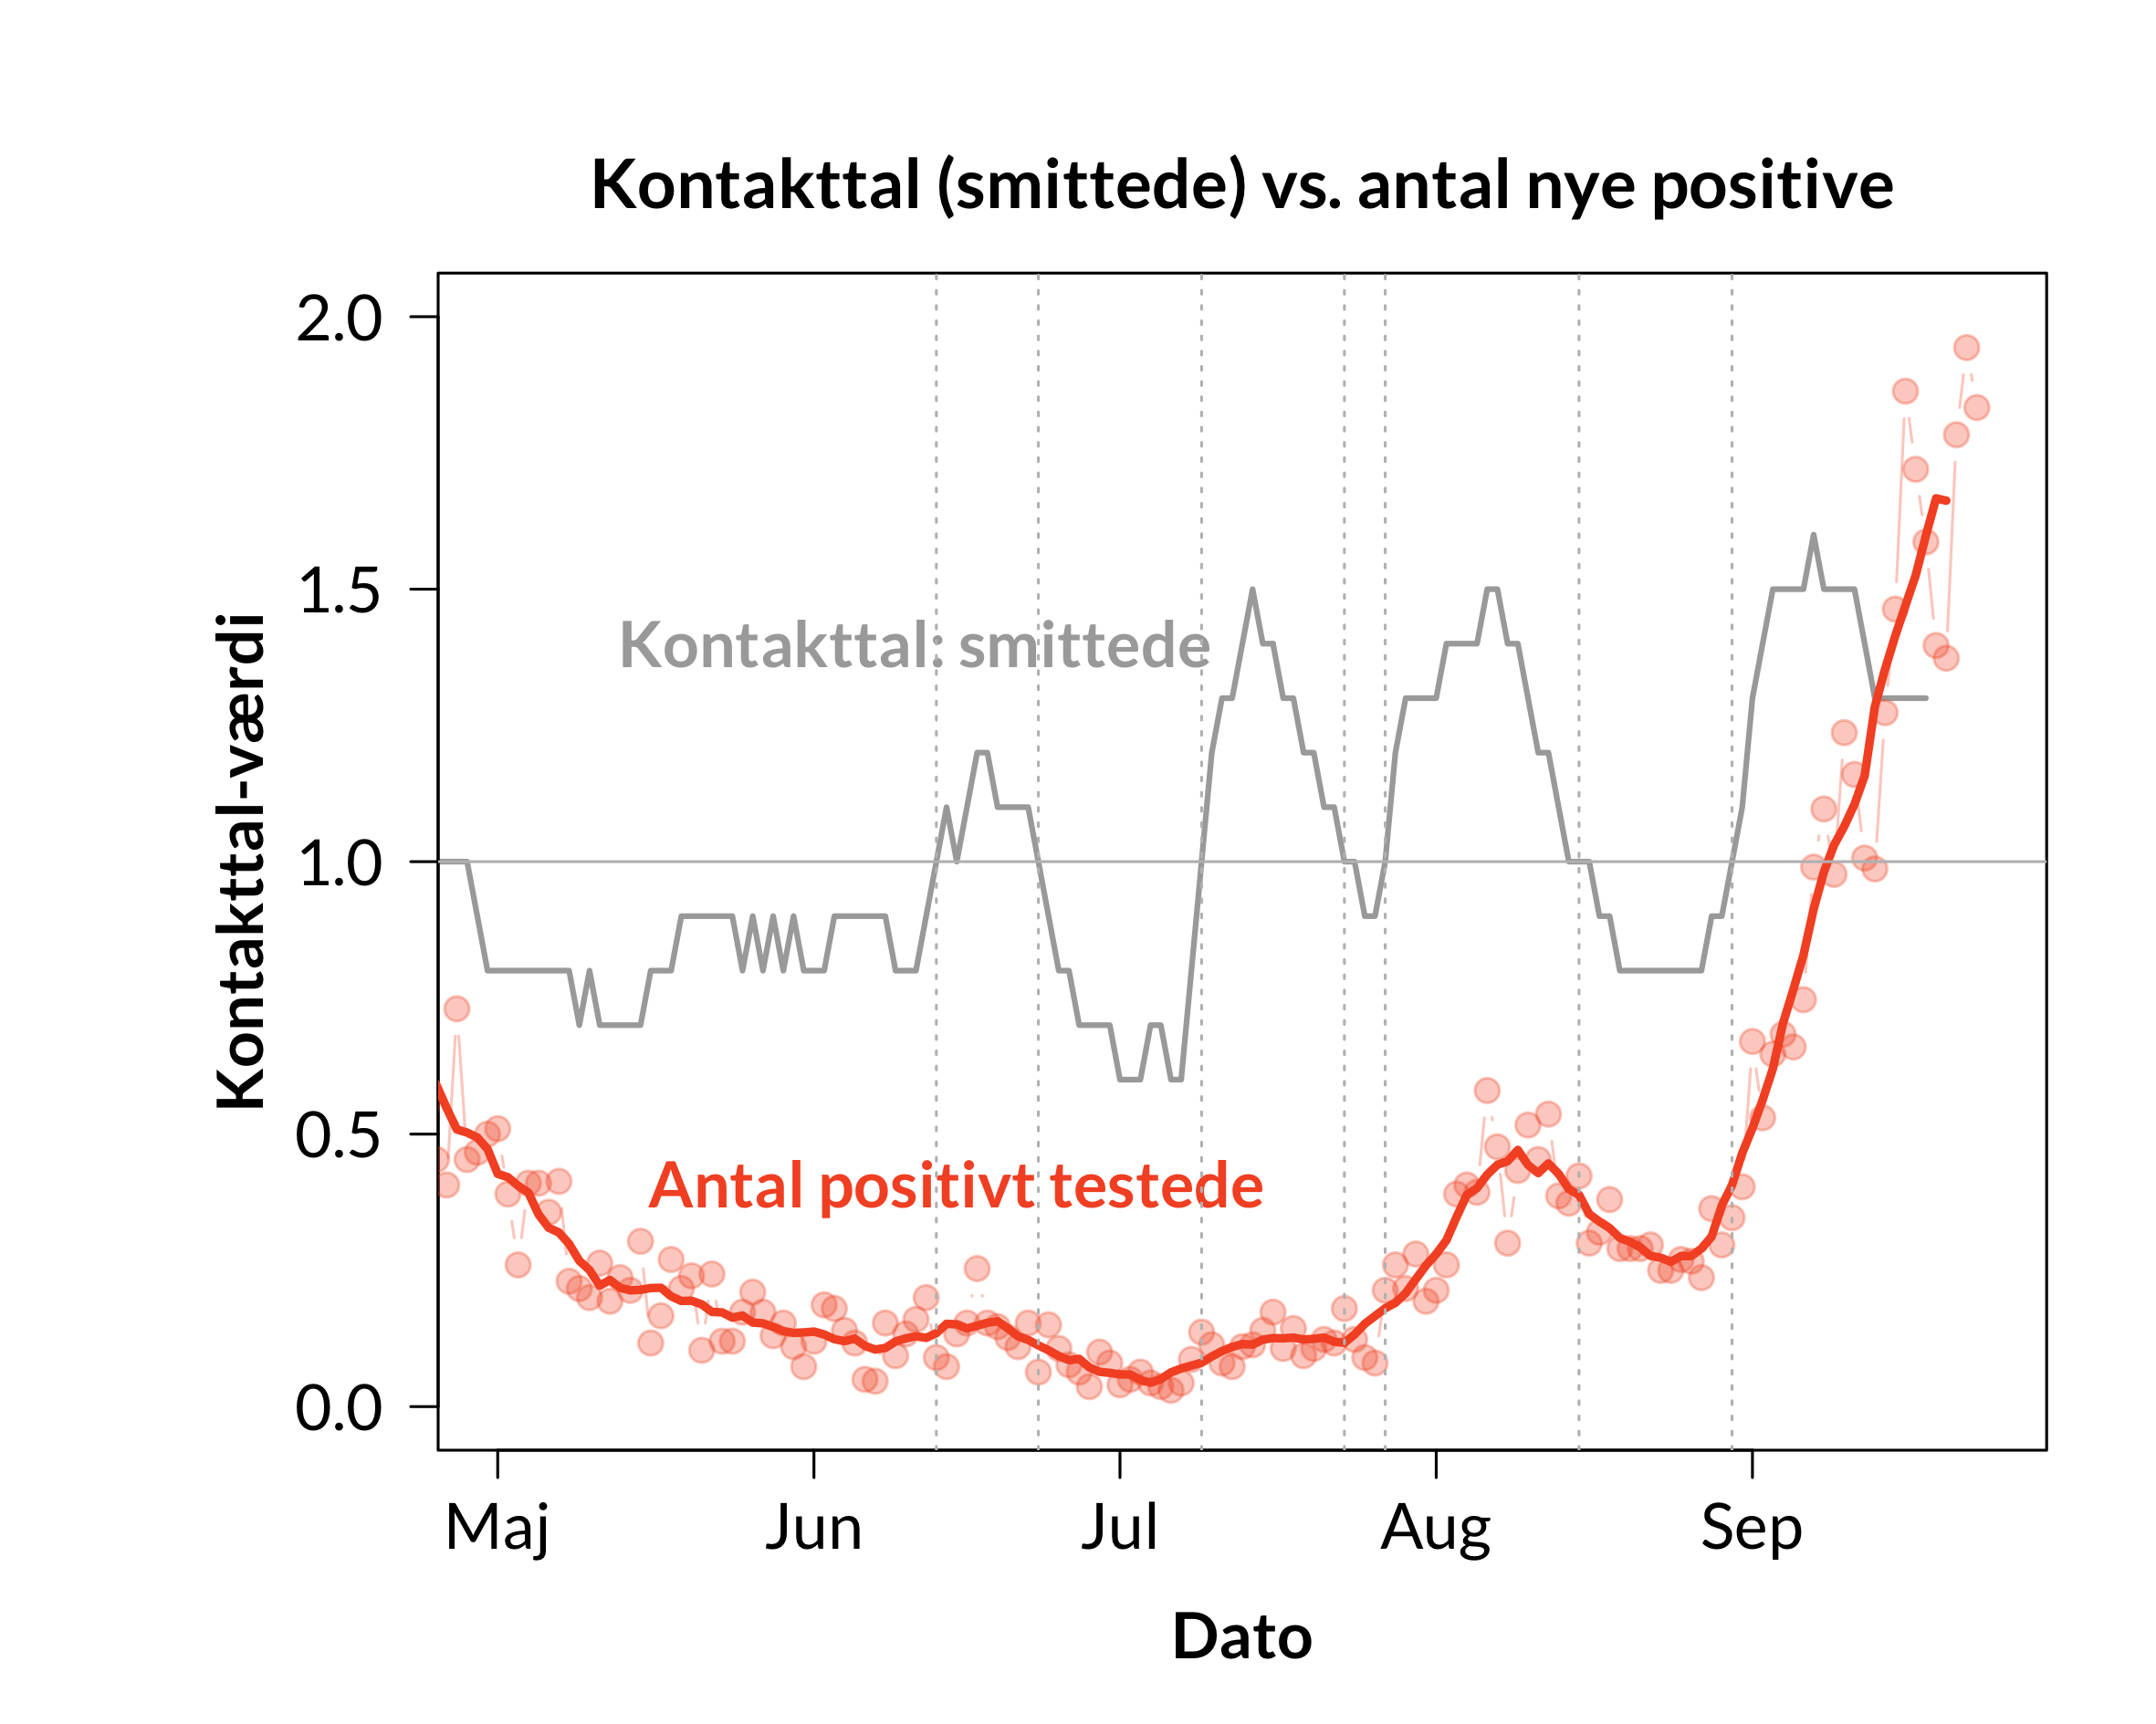 Kontakttal (smittede) vs. antal nye positive
2.0
1.5
1.0
0.5
0.0
Kontakttal-værdi
Kontakttal: smittede
Antal positivt testede
Maj
Jun
Jul
Aug
Sep
Dato